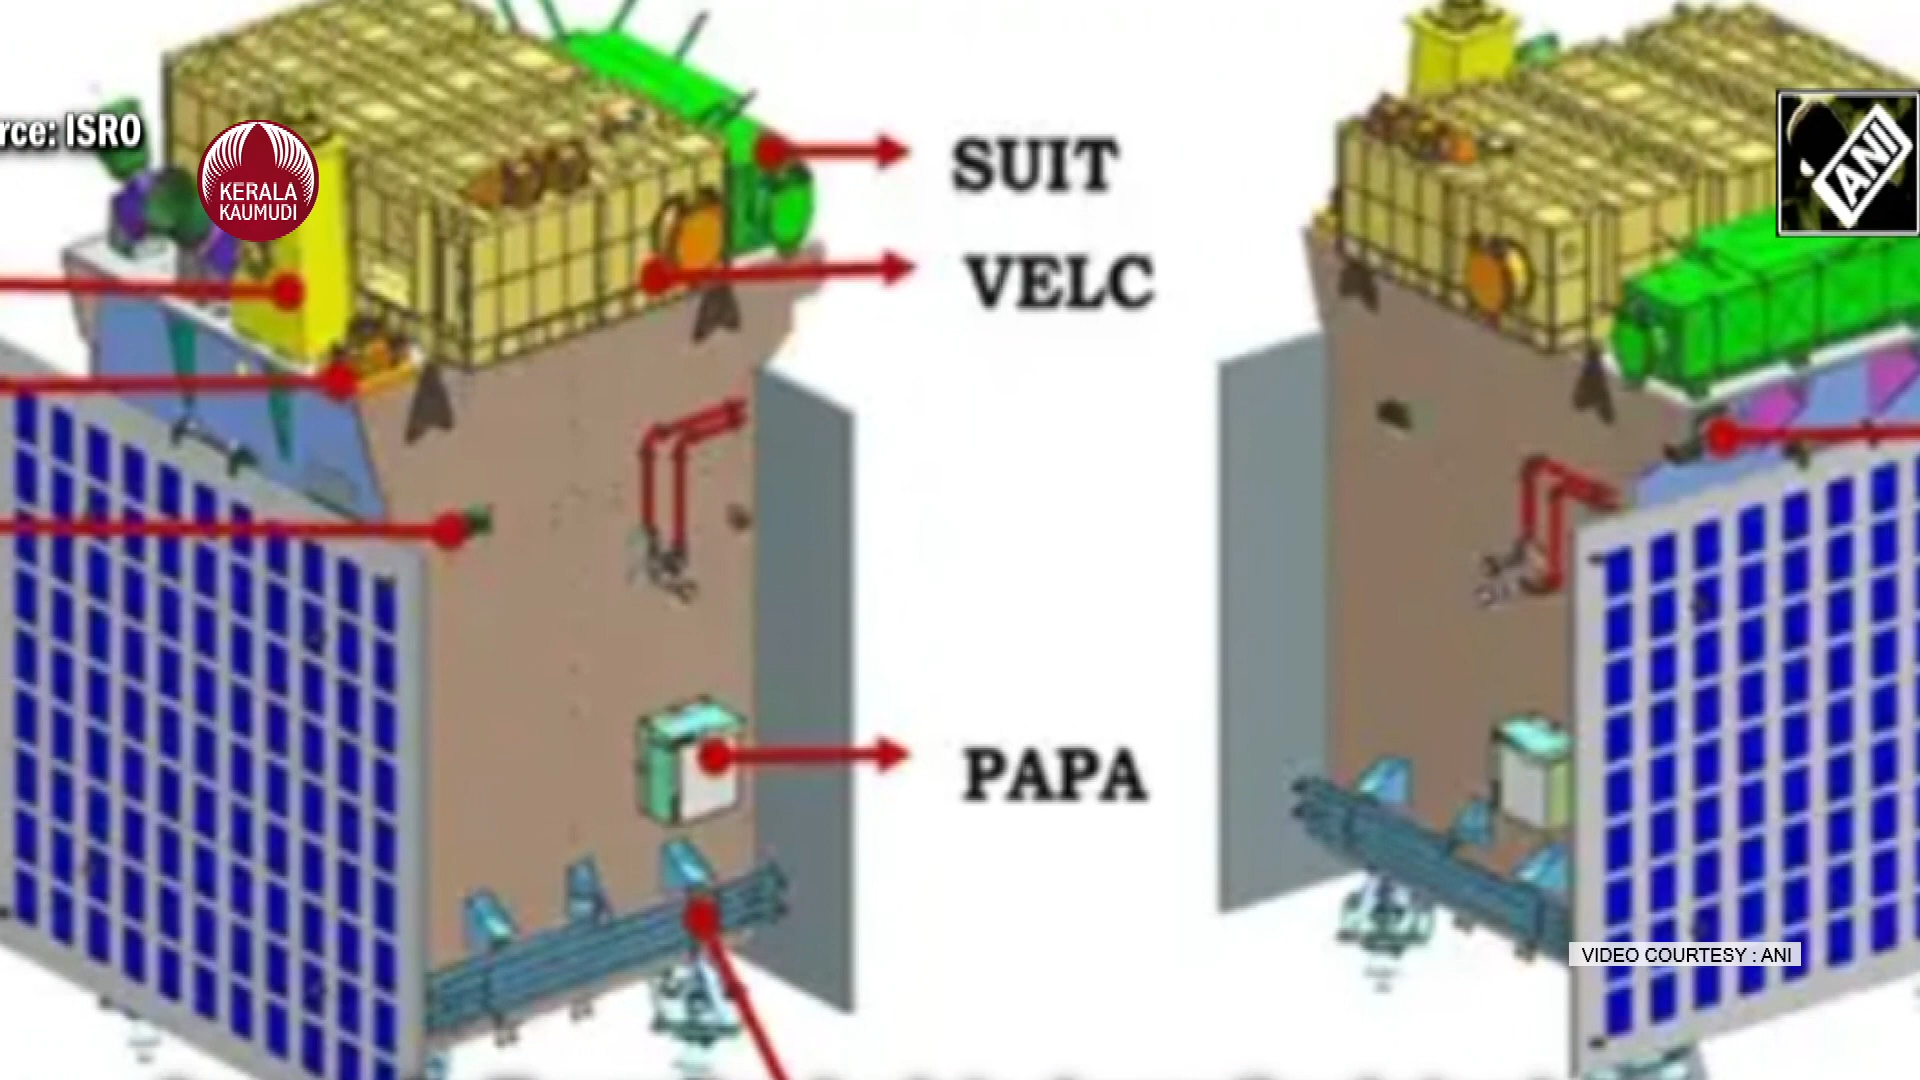 rce: ISRO
KERALA
KAUMUDI
SUIT
ANI
VELC
PAPA
VIDEO COURTESY : ANI